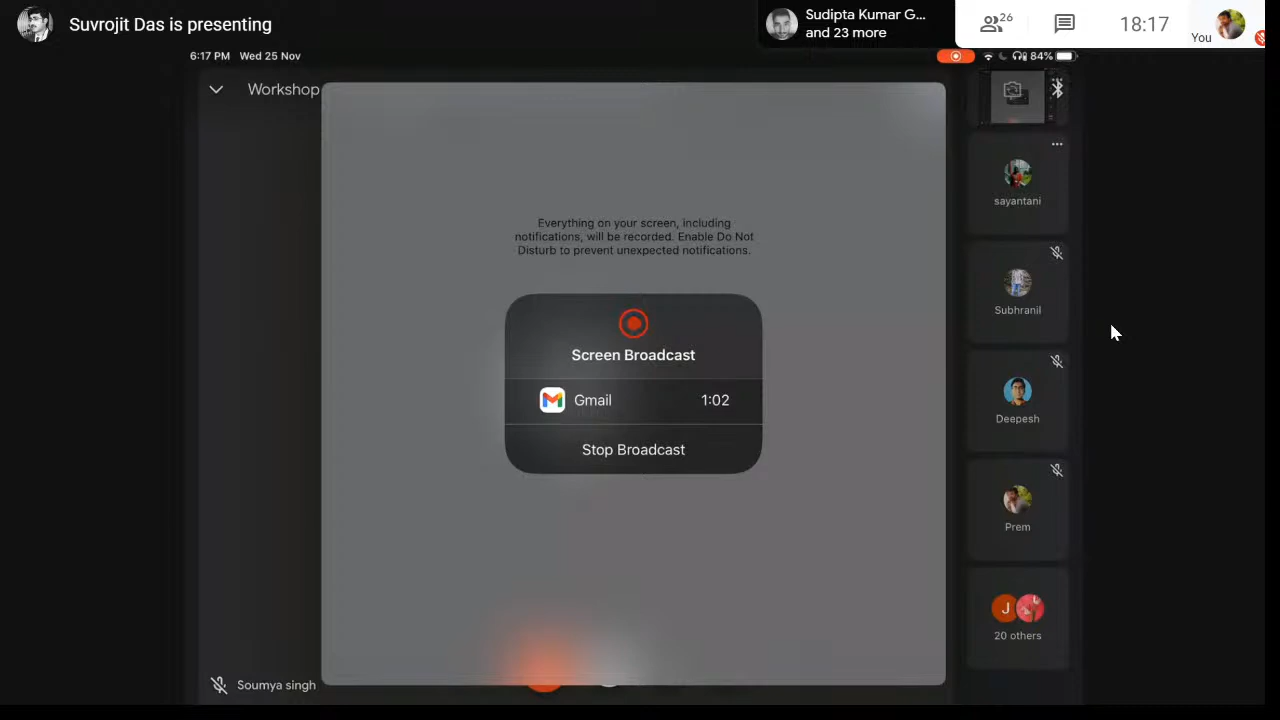 Suvrojit Das is presenting
Sudipta Kumar G...
and 23 more
26
18:17
You
6:17 PM Wed 25 Nov
84%
Workshop
Everything on your screen, including
notifications, will be recorded. Enable Do Not
Disturb to prevent unexpected notifications.
Screen Broadcast
Gmail 1:02
Stop Broadcast
sayantani
Subhranil
Deepesh
Prem
J
20 others
Soumya singh